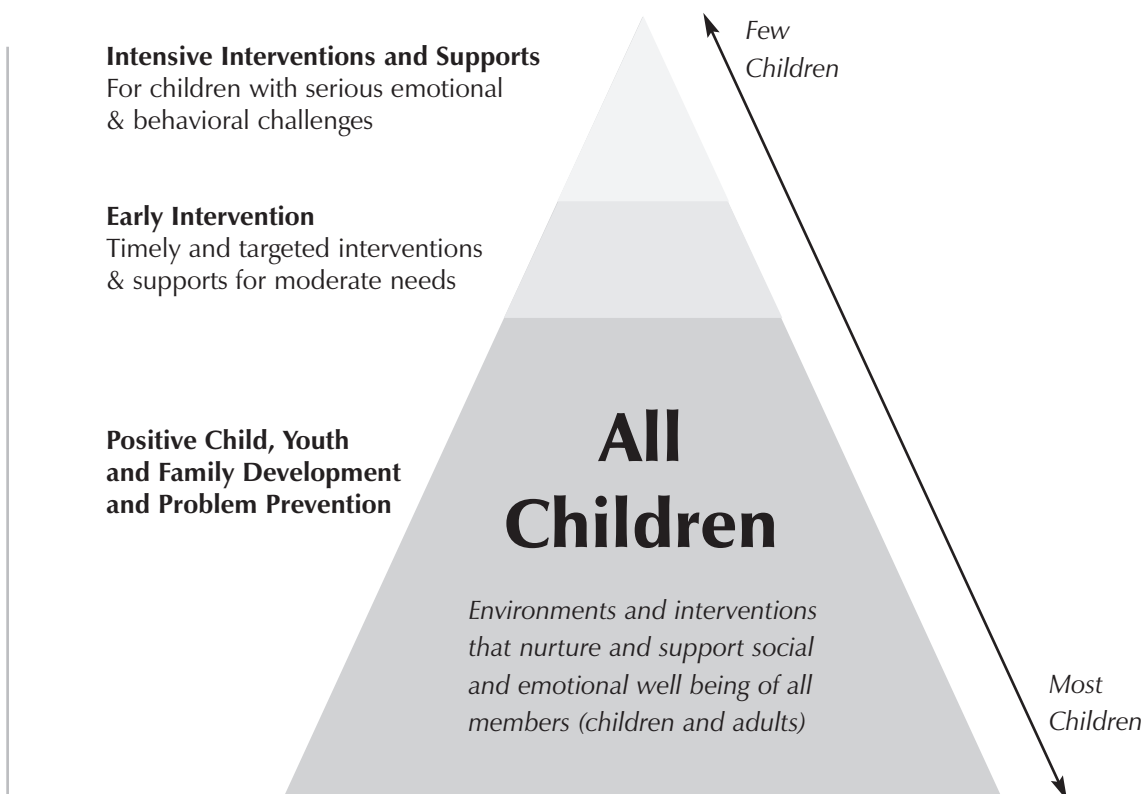 Intensive Interventions and Supports
For children with serious emotional
& behavioral challenges
Few
Children
Early Intervention
Timely and targeted interventions
& supports for moderate needs
Positive Child, Youth
and Family Development
and Problem Prevention
All
Children
Environments and interventions
that nurture and support social
and emotional well being of all
members (children and adults)
Most
Children